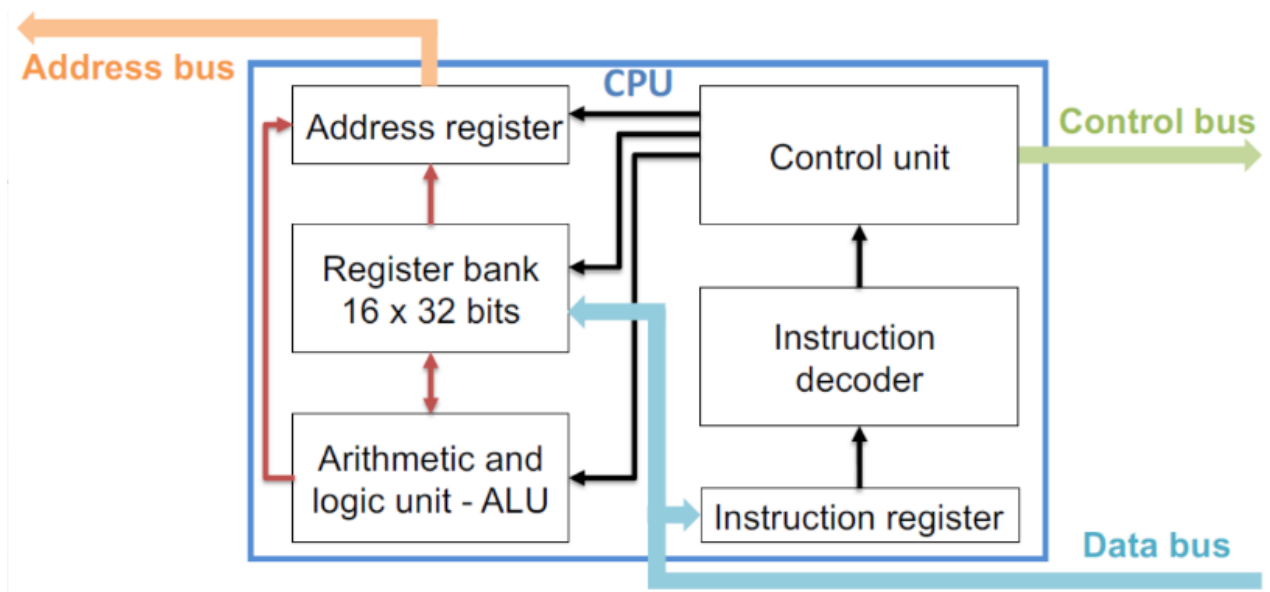 Address bus
CPU
Address register
Control unit
Control bus
Register bank
16 x 32 bits
Instruction
decoder
Arithmetic and
logic unit - ALU
Instruction register
Data bus